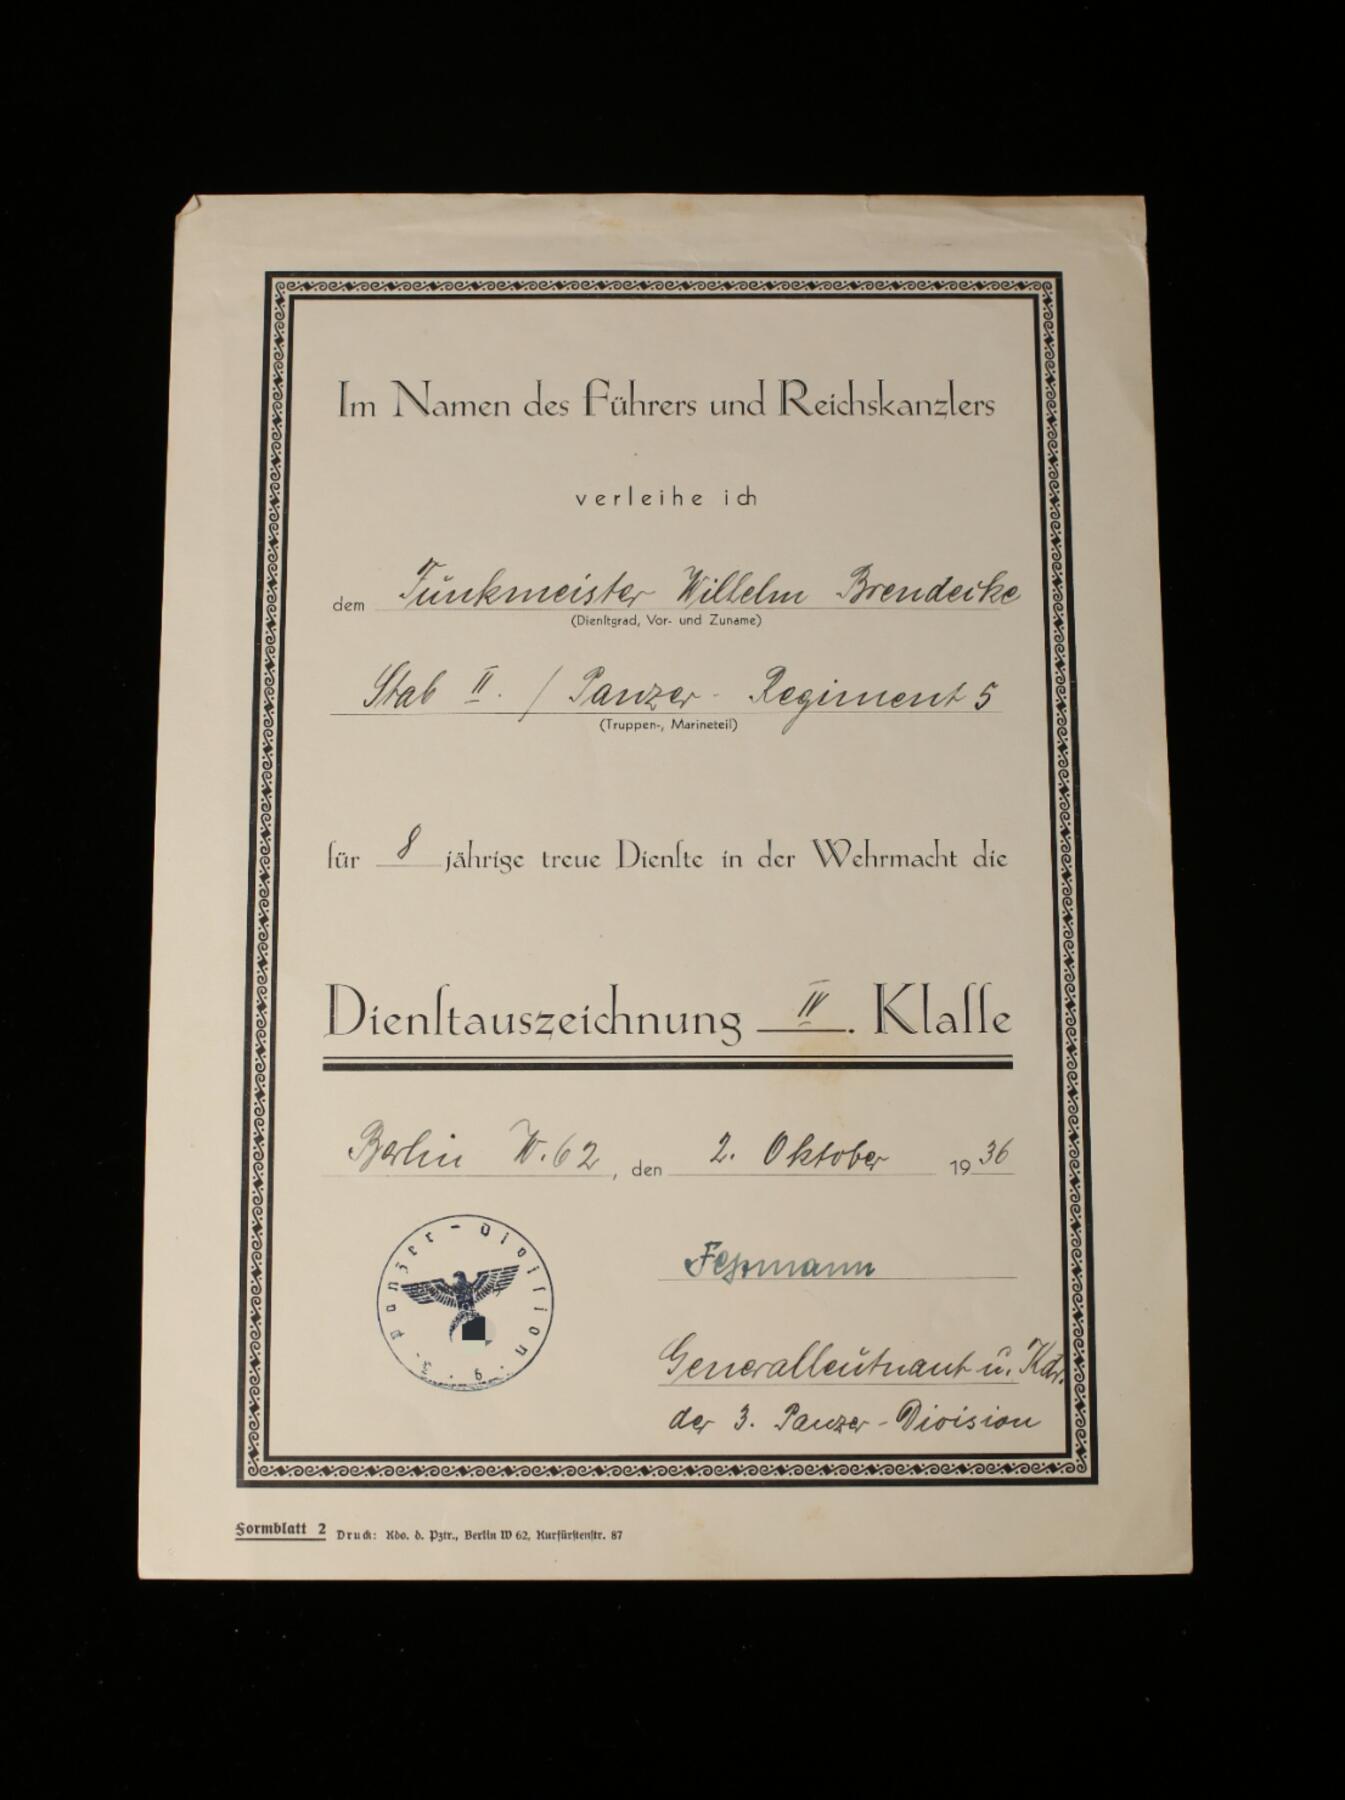 Im Namen des Führers und Reichskanzlers
verleihe ich
dem Funkmeister Wilhelm Brendecke
(Dienſtgrad, Vor- und Zuname)
Stab II. / Panzer-Regiment 5
(Truppen-, Marineteil)
für 8 jährige treue Dienſte in der Wehrmacht die
Dienſtauszeichnung IV. Klaſſe
Berlin W. 62, den 2. Oktober 1936
Feßmann
Generalleutnant u. Kdr.
der 3. Panzer-Division
3. Panzer-Diviſion
Formblatt 2 Druck: Kdo. d. Pztr., Berlin W 62, Kurfürſtenſtr. 87